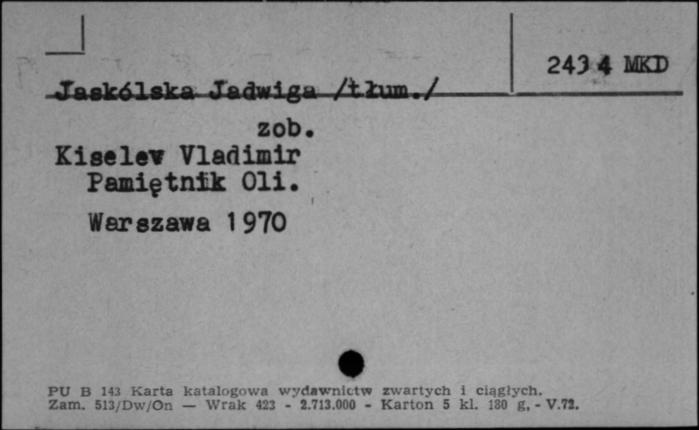 2434 MKD
Jaskólska Jadwiga /tłum./
zob.
Kiselev Vladimir
Pamiętnik Oli.
Warszawa 1970
PU B 143 Karta katalogowa wydawnictw zwartych i ciągłych.
Zam. 513/Dw/On — Wrak 423 - 2.713.000 - Karton 5 kl. 180 g, - V.72.